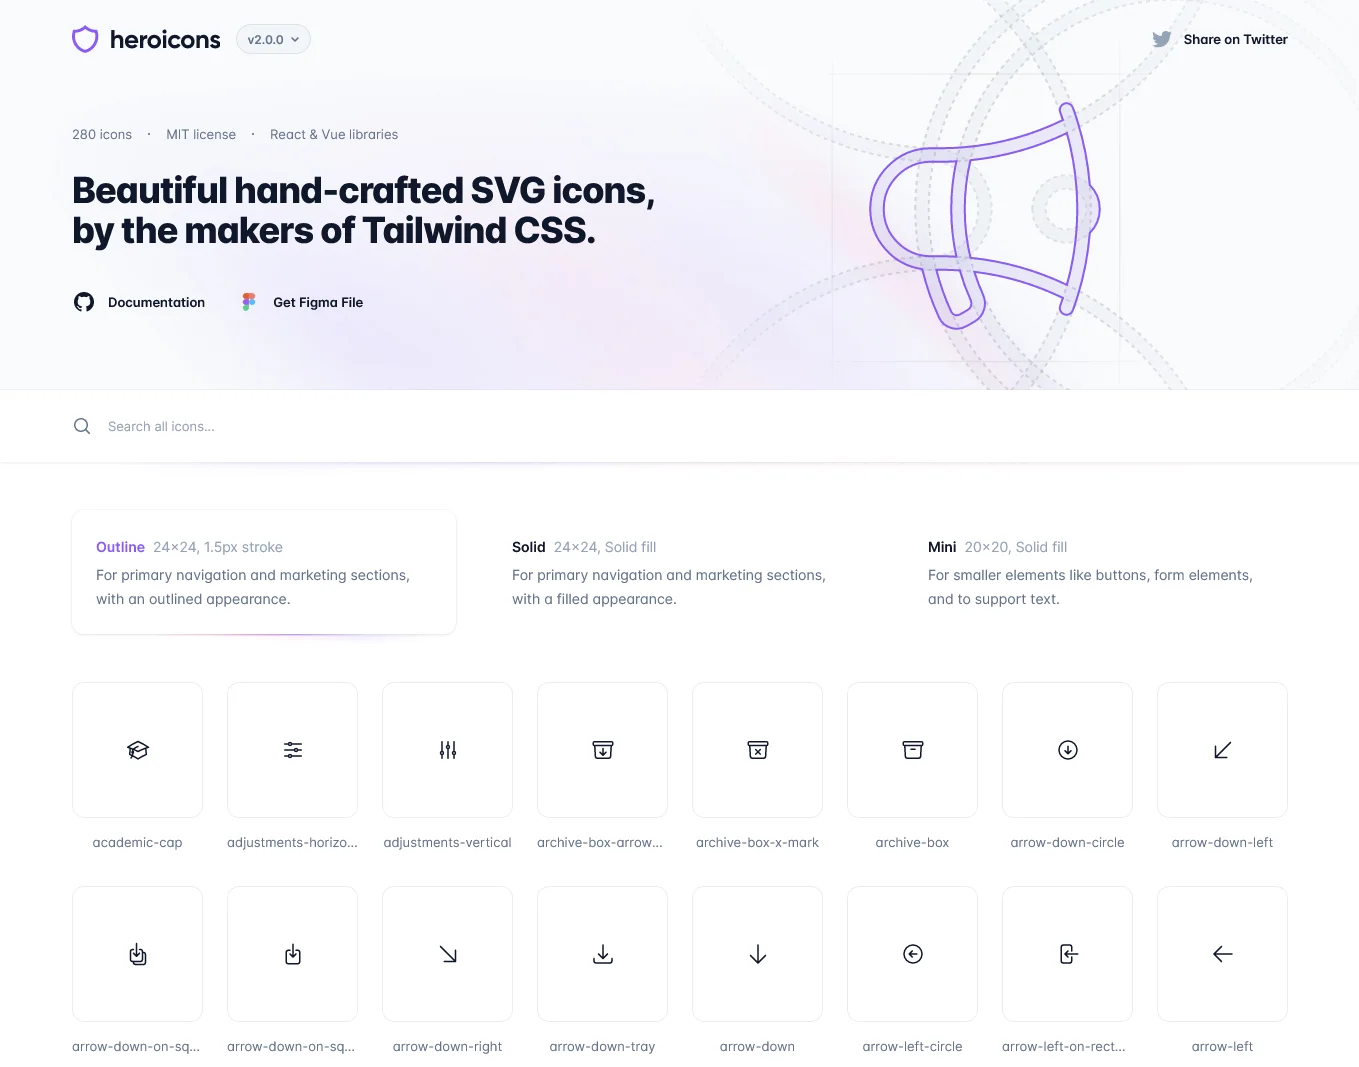 heroicons
v2.0.0
Share on Twitter
280 icons · MIT license · React & Vue libraries
Beautiful hand-crafted SVG icons,
by the makers of Tailwind CSS.
Documentation
Get Figma File
Search all icons...
Outline 24×24, 1.5px stroke
For primary navigation and marketing sections,
with an outlined appearance.
Solid 24×24, Solid fill
For primary navigation and marketing sections,
with a filled appearance.
Mini 20×20, Solid fill
For smaller elements like buttons, form elements,
and to support text.
academic-cap
adjustments-horizo...
adjustments-vertical
archive-box-arrow...
archive-box-x-mark
archive-box
arrow-down-circle
arrow-down-left
arrow-down-on-sq...
arrow-down-on-sq...
arrow-down-right
arrow-down-tray
arrow-down
arrow-left-circle
arrow-left-on-rect...
arrow-left